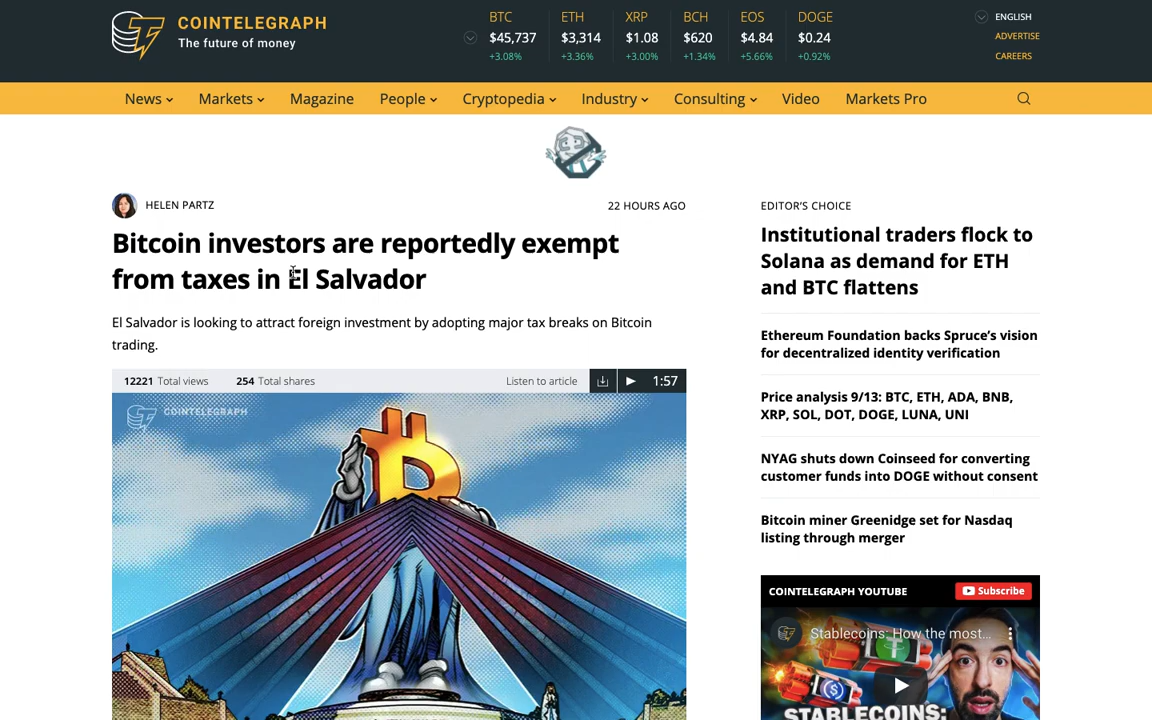 COINTELEGRAPH
The future of money
BTC ETH XRP BCH EOS DOGE
$45,737 $3,314 $1.08 $620 $4.84 $0.24
+3.08% +3.36% +3.00% +1.34% +5.66% +0.92%
ENGLISH
ADVERTISE
CAREERS
News Markets Magazine People Cryptopedia Industry Consulting Video Markets Pro
HELEN PARTZ
22 HOURS AGO
Bitcoin investors are reportedly exempt
from taxes in El Salvador
El Salvador is looking to attract foreign investment by adopting major tax breaks on Bitcoin
trading.
12221 Total views 254 Total shares Listen to article 1:57
COINTELEGRAPH
EDITOR'S CHOICE
Institutional traders flock to
Solana as demand for ETH
and BTC flattens
Ethereum Foundation backs Spruce's vision
for decentralized identity verification
Price analysis 9/13: BTC, ETH, ADA, BNB,
XRP, SOL, DOT, DOGE, LUNA, UNI
NYAG shuts down Coinseed for converting
customer funds into DOGE without consent
Bitcoin miner Greenidge set for Nasdaq
listing through merger
COINTELEGRAPH YOUTUBE Subscribe
Stablecoins: How the most...
STABLECOINS: